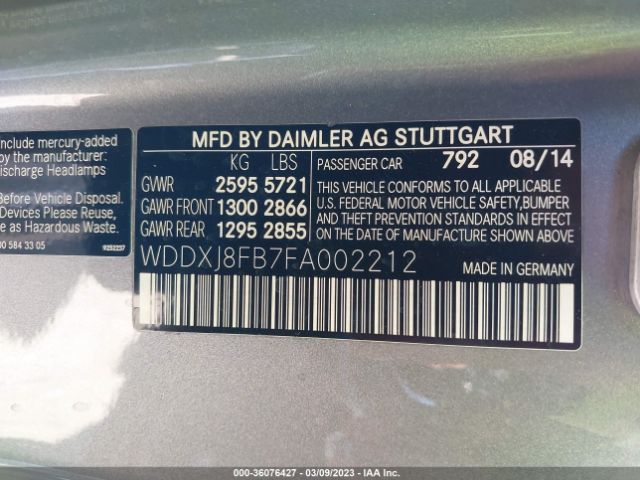 include mercury-added
by the manufacturer:
discharge Headlamps
Before Vehicle Disposal.
Devices Please Reuse,
as Hazardous Waste.
00 584 33 05
9232237
MFD BY DAIMLER AG STUTTGART
KG LBS PASSENGER CAR 792 08/14
GVWR 2595 5721
GAWR FRONT 1300 2866
GAWR REAR 1295 2855
THIS VEHICLE CONFORMS TO ALL APPLICABLE
U.S. FEDERAL MOTOR VEHICLE SAFETY,BUMPER
AND THEFT PREVENTION STANDARDS IN EFFECT
ON THE DATE OF MANUFACTURE SHOWN ABOVE.
WDDXJ8FB7FA002212 MADE IN GERMANY
000-36076427 - 03/09/2023 - IAA Inc.